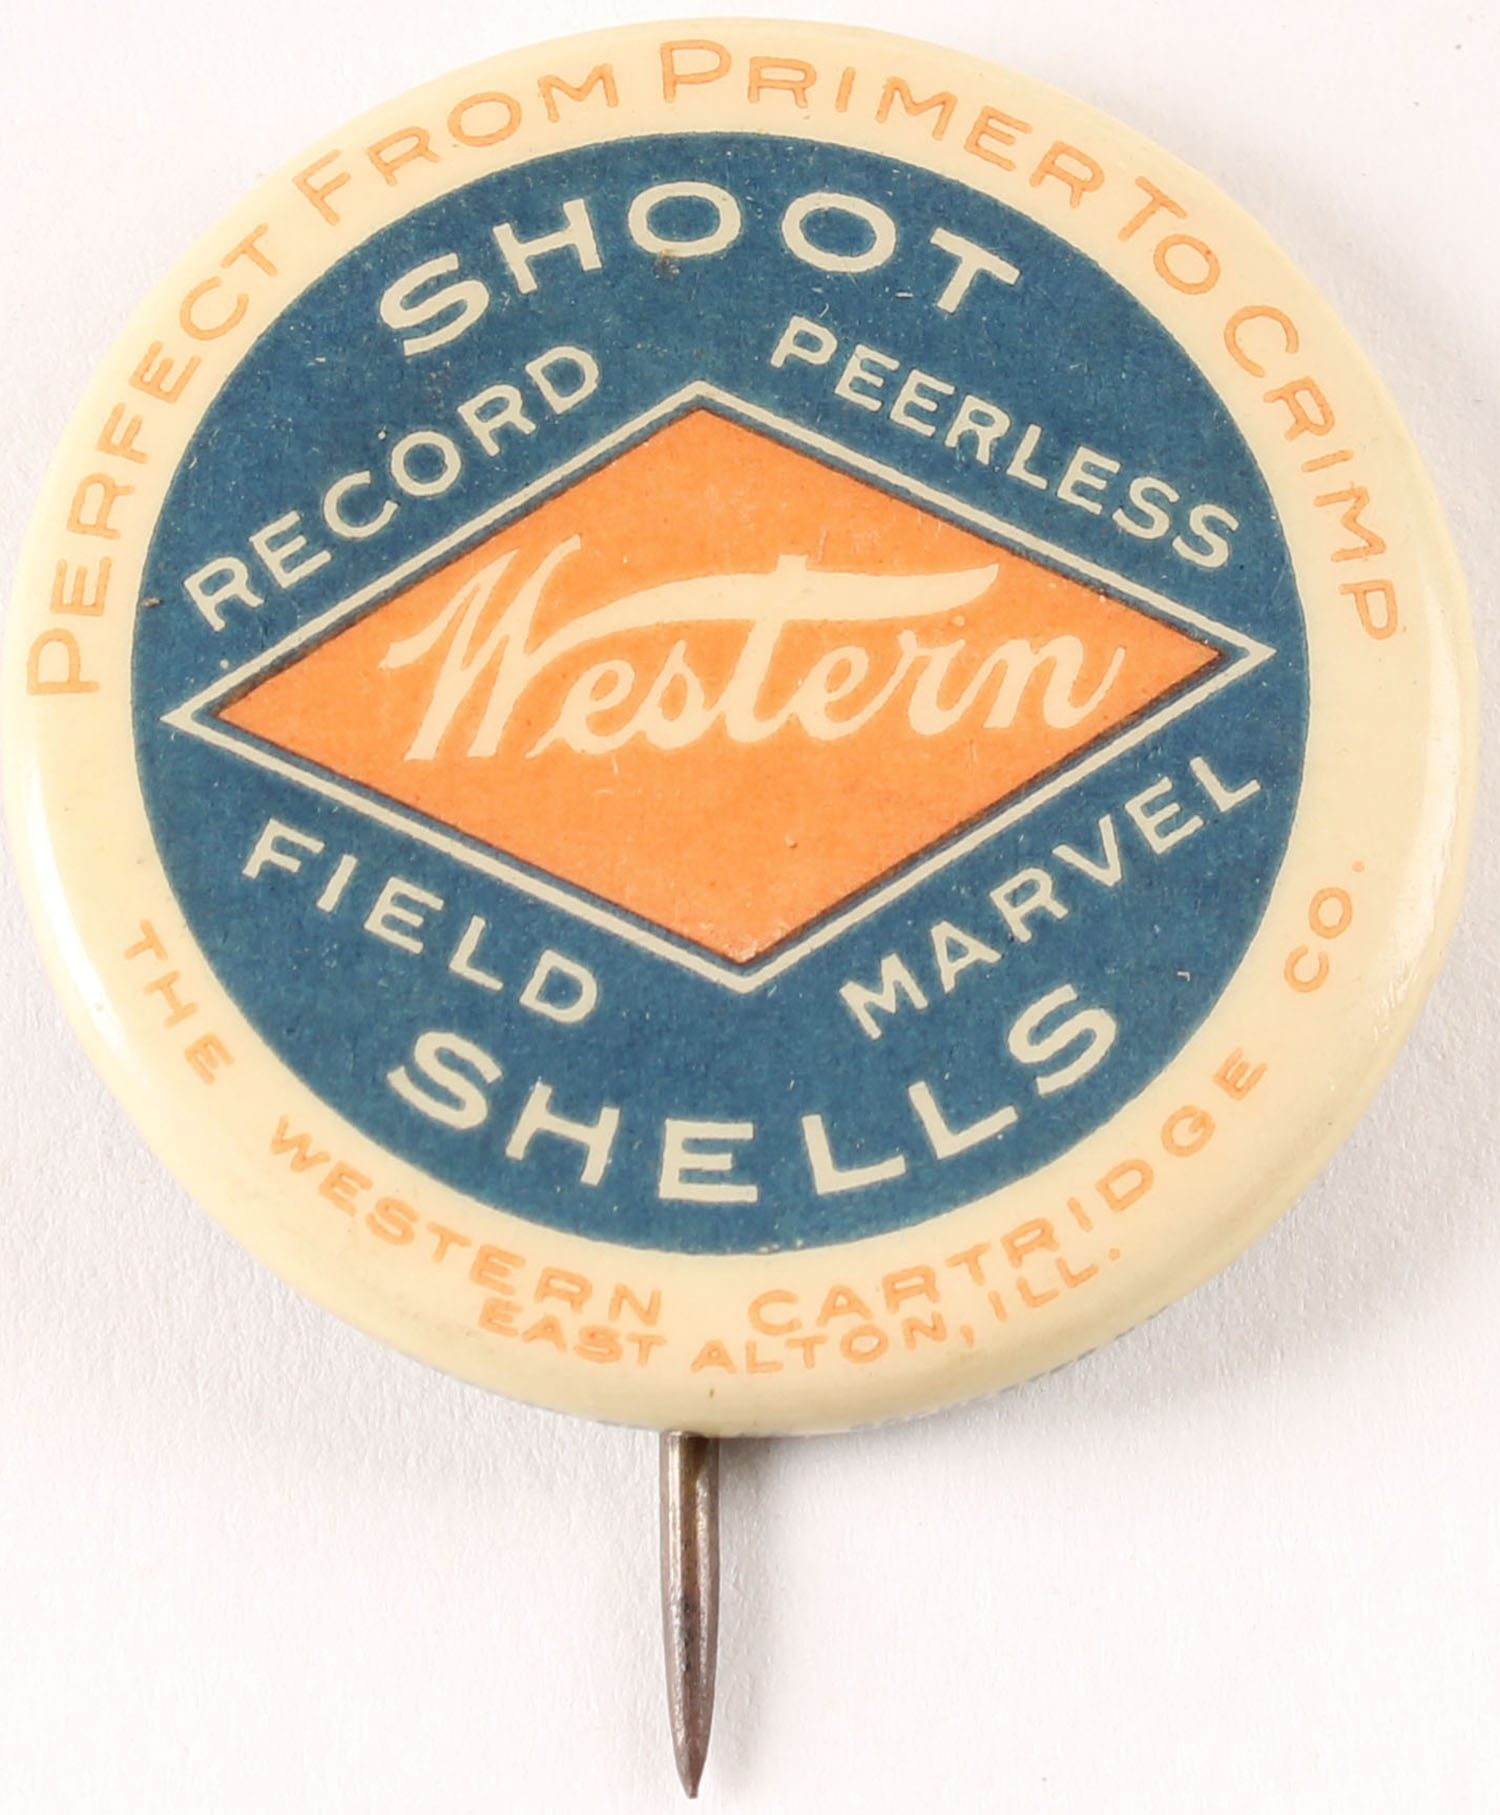 PERFECT FROM PRIMER TO CRIMP
SHOOT
RECORD
PEERLESS
Western
FIELD
MARVEL
SHELLS
THE WESTERN CARTRIDGE CO.
EAST ALTON, ILL.